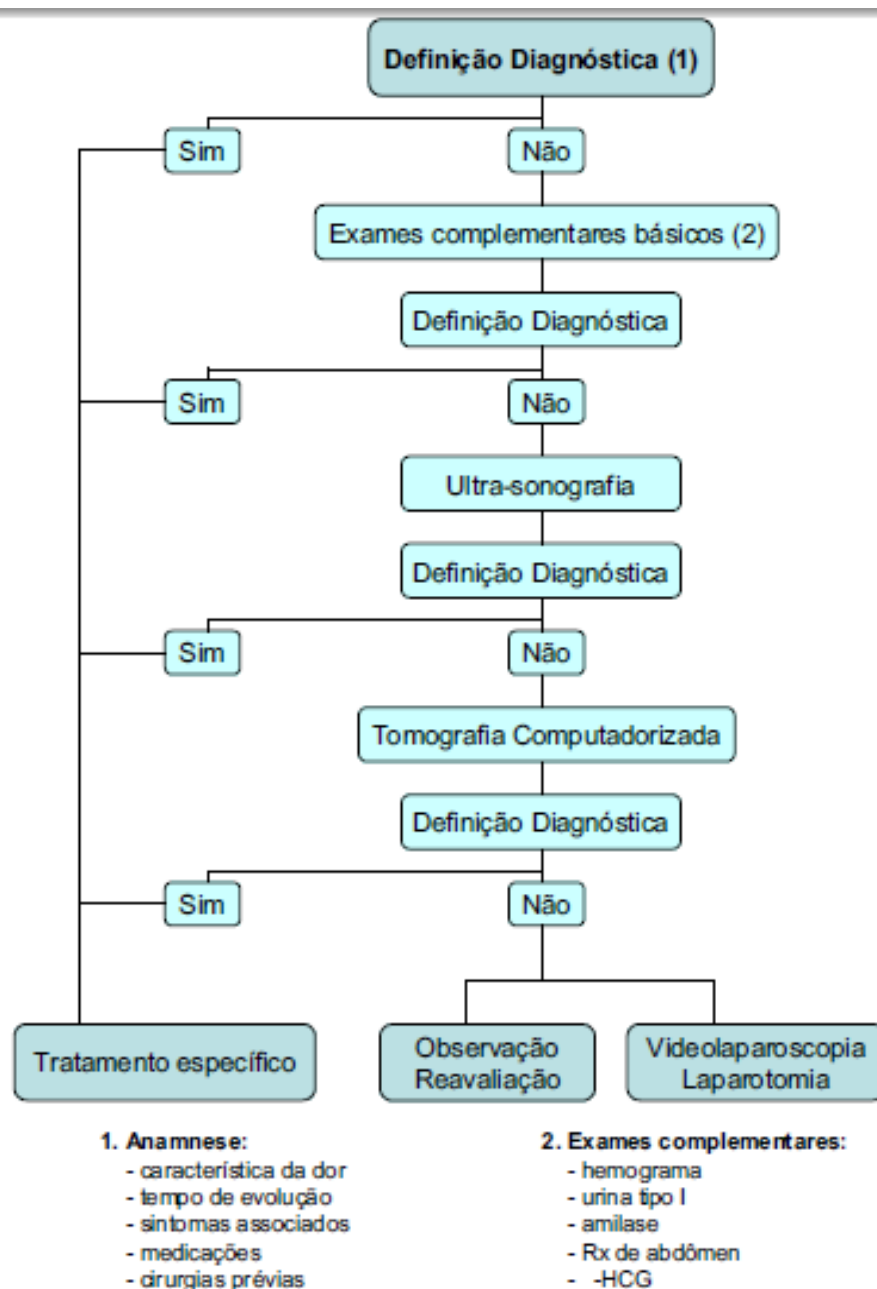 Definição Diagnóstica (1)
Sim
Não
Exames complementares básicos (2)
Definição Diagnóstica
Sim
Não
Ultra-sonografia
Definição Diagnóstica
Sim
Não
Tomografia Computadorizada
Definição Diagnóstica
Sim
Não
Tratamento específico
Observação
Reavaliação
Videolaparoscopia
Laparotomia
1. Anamnese:
- característica da dor
- tempo de evolução
- sintomas associados
- medicações
- cirurgias prévias
2. Exames complementares:
- hemograma
- urina tipo I
- amilase
- Rx de abdômen
- -HCG